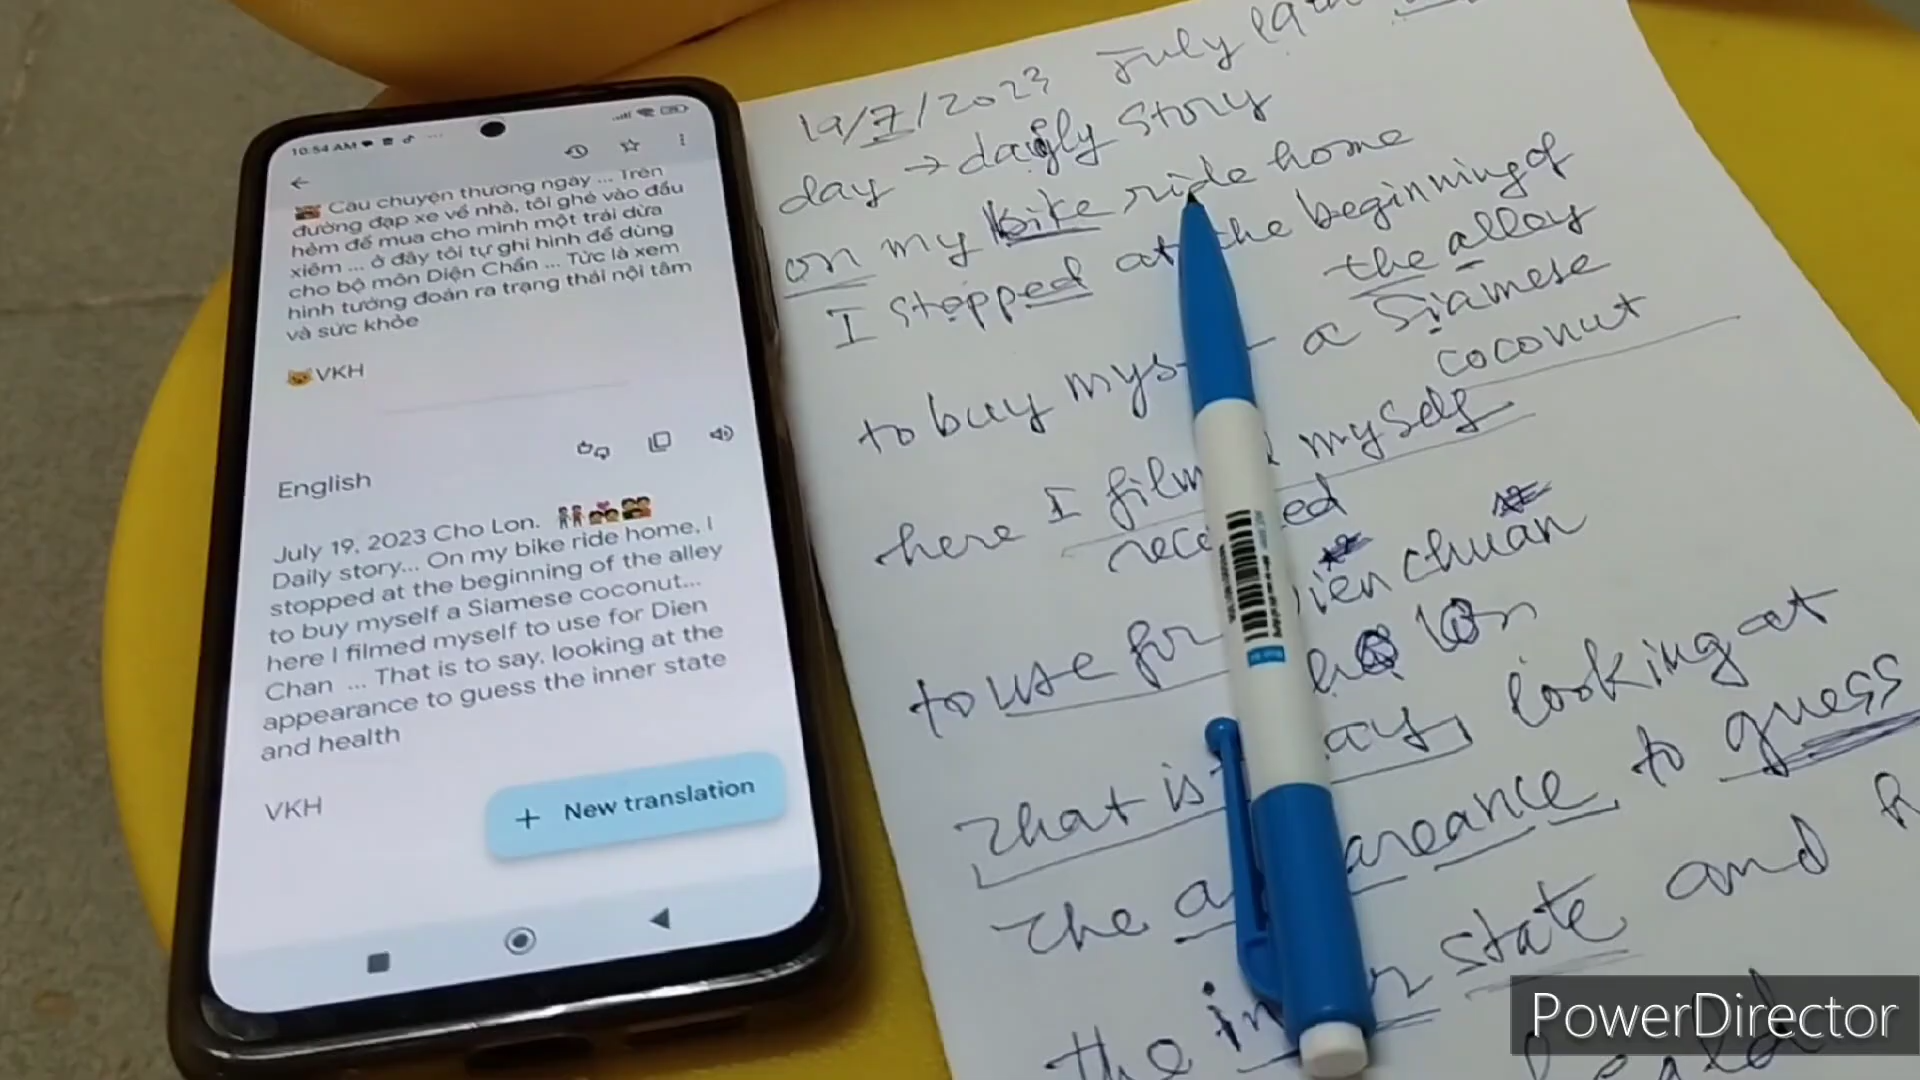 10:54 AM
Câu chuyện thường ngày ... Trên
đường đạp xe về nhà, tôi ghé vào đầu
hẻm để mua cho mình một trái dừa
xiêm ... ở đây tôi tự ghi hình để dùng
cho bộ môn Diện Chẩn ... Tức là xem
hình tướng đoán ra trạng thái nội tâm
và sức khỏe
VKH
English
July 19, 2023 Cho Lon.
Daily story... On my bike ride home, I
stopped at the beginning of the alley
to buy myself a Siamese coconut...
here I filmed myself to use for Dien
Chan ... That is to say, looking at the
appearance to guess the inner state
and health
VKH
+ New translation
19/7/2023 July 19th
day → daily story
on my bike ride home
I stopped at the beginning of
the alley
to buy a Siamese
coconut
here I myself
to use for
chuan
lon
That is looking at
the to guess
the state and
PowerDirector